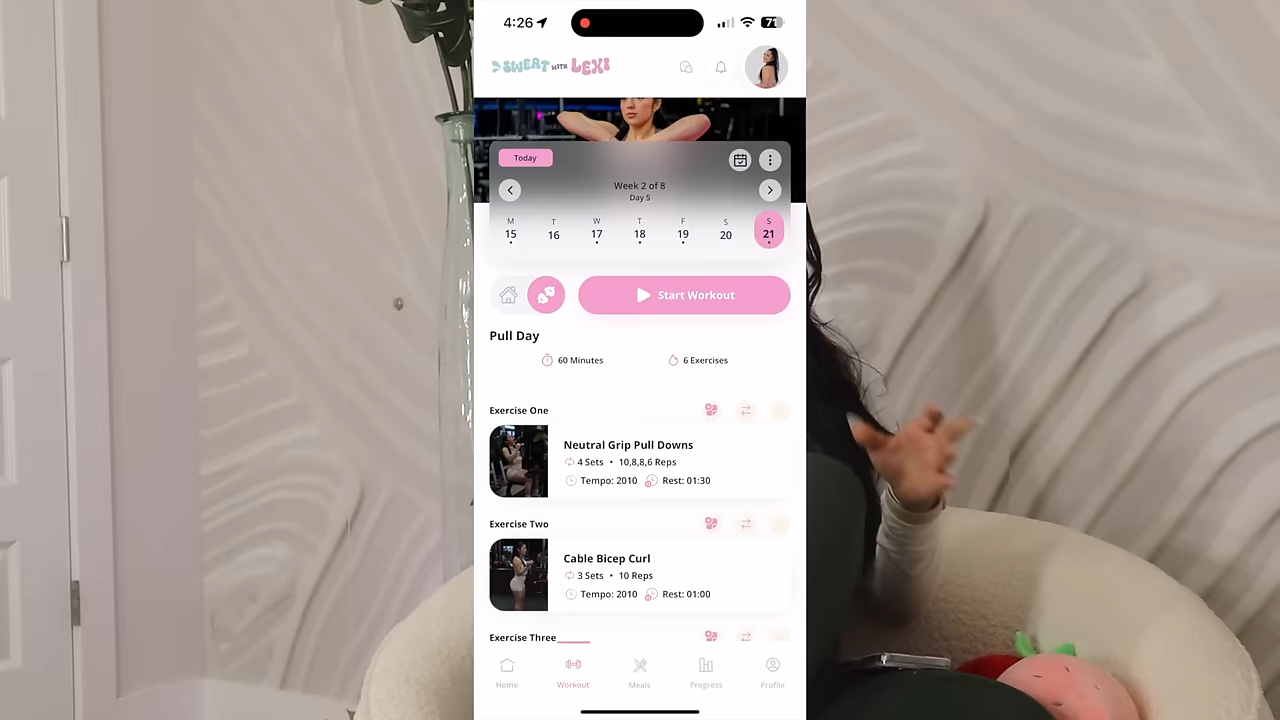 4:26
71
SWEAT WITH LEXI
Today
Week 2 of 8
Day 5
M T W T F S S
15 16 17 18 19 20 21
Start Workout
Pull Day
60 Minutes 6 Exercises
Exercise One
Neutral Grip Pull Downs
4 Sets • 10,8,8,6 Reps
Tempo: 2010 Rest: 01:30
Exercise Two
Cable Bicep Curl
3 Sets • 10 Reps
Tempo: 2010 Rest: 01:00
Exercise Three
Home Workout Meals Progress Profile